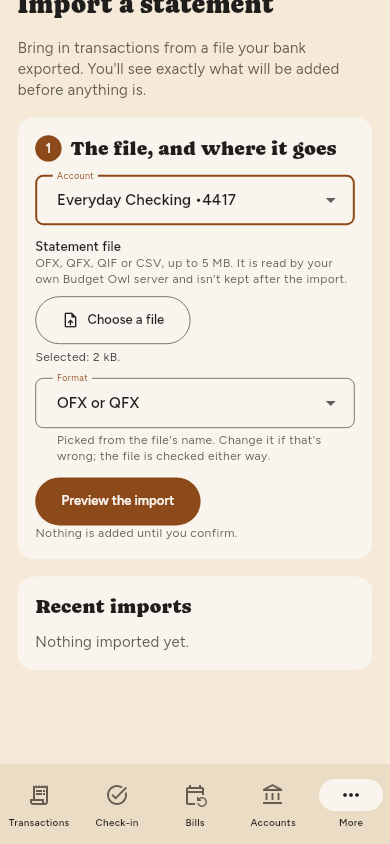 Import a statement
Bring in transactions from a file your bank
exported. You'll see exactly what will be added
before anything is.
1 The file, and where it goes
Account
Everyday Checking •4417
Statement file
OFX, QFX, QIF or CSV, up to 5 MB. It is read by your
own Budget Owl server and isn't kept after the import.
Choose a file
Selected: 2 kB.
Format
OFX or QFX
Picked from the file's name. Change it if that's
wrong; the file is checked either way.
Preview the import
Nothing is added until you confirm.
Recent imports
Nothing imported yet.
Transactions Check-in Bills Accounts More